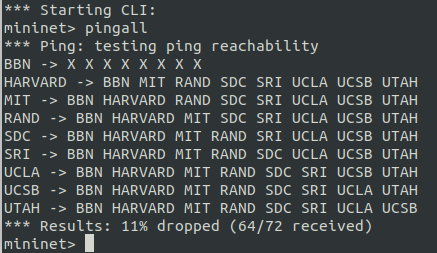 *** Starting CLI:
mininet> pingall
*** Ping: testing ping reachability
BBN -> X X X X X X X X
HARVARD -> BBN MIT RAND SDC SRI UCLA UCSB UTAH
MIT -> BBN HARVARD RAND SDC SRI UCLA UCSB UTAH
RAND -> BBN HARVARD MIT SDC SRI UCLA UCSB UTAH
SDC -> BBN HARVARD MIT RAND SRI UCLA UCSB UTAH
SRI -> BBN HARVARD MIT RAND SDC UCLA UCSB UTAH
UCLA -> BBN HARVARD MIT RAND SDC SRI UCSB UTAH
UCSB -> BBN HARVARD MIT RAND SDC SRI UCLA UTAH
UTAH -> BBN HARVARD MIT RAND SDC SRI UCLA UCSB
*** Results: 11% dropped (64/72 received)
mininet>